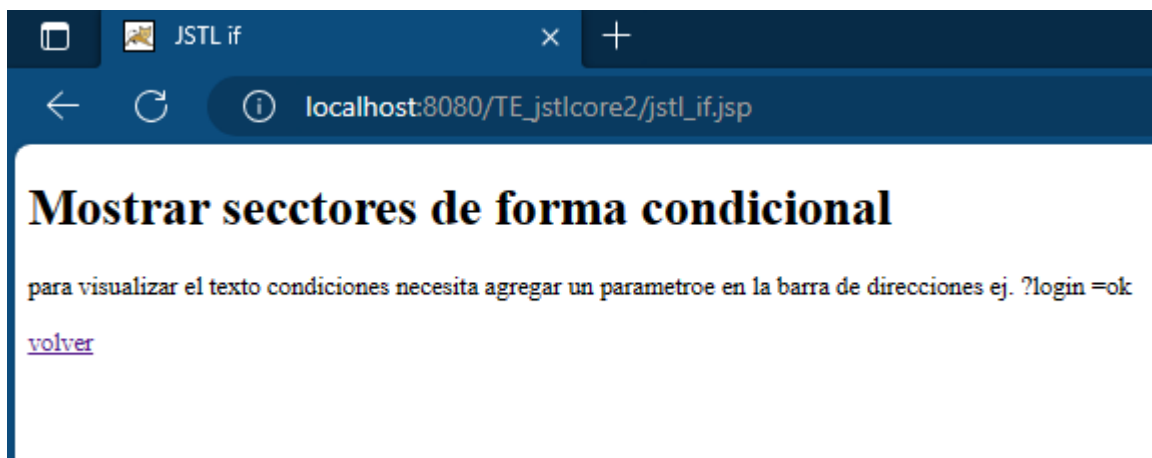 JSTL if
localhost:8080/TE_jstlcore2/jstl_if.jsp
Mostrar secctores de forma condicional
para visualizar el texto condiciones necesita agregar un parametroe en la barra de direcciones ej. ?login =ok
volver